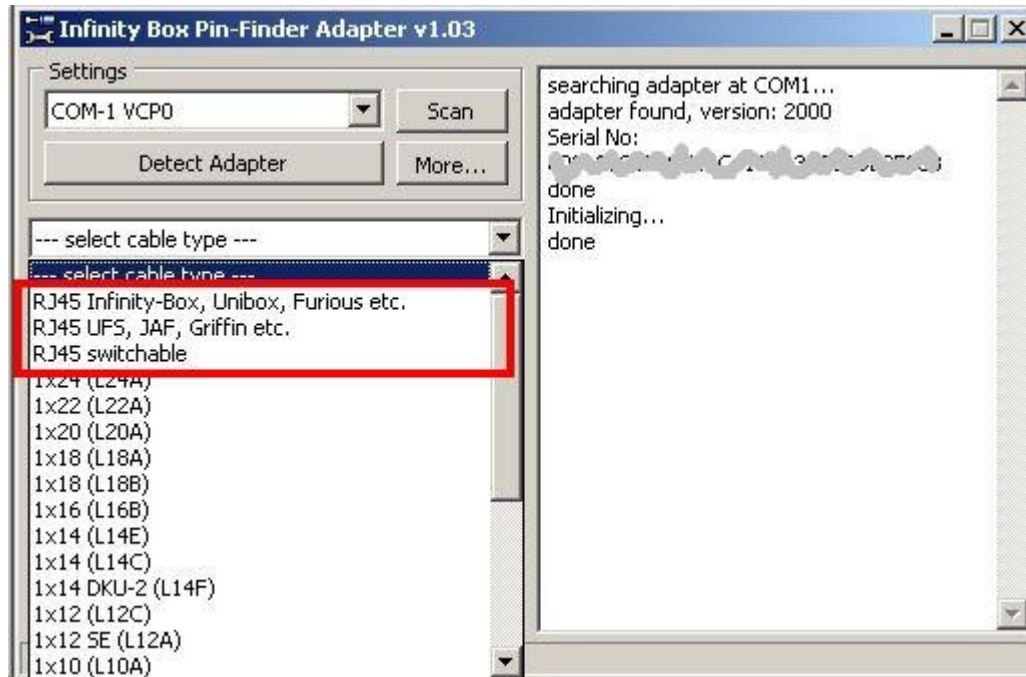 Infinity Box Pin-Finder Adapter v1.03
Settings
COM-1 VCP0
Scan
Detect Adapter
More...
--- select cable type ---
--- select cable type ---
RJ45 Infinity-Box, Unibox, Furious etc.
RJ45 UFS, JAF, Griffin etc.
RJ45 switchable
1x24 (L24A)
1x22 (L22A)
1x20 (L20A)
1x18 (L18A)
1x18 (L18B)
1x16 (L16B)
1x14 (L14E)
1x14 (L14C)
1x14 DKU-2 (L14F)
1x12 (L12C)
1x12 SE (L12A)
1x10 (L10A)
searching adapter at COM1...
adapter found, version: 2000
Serial No:
done
Initializing...
done